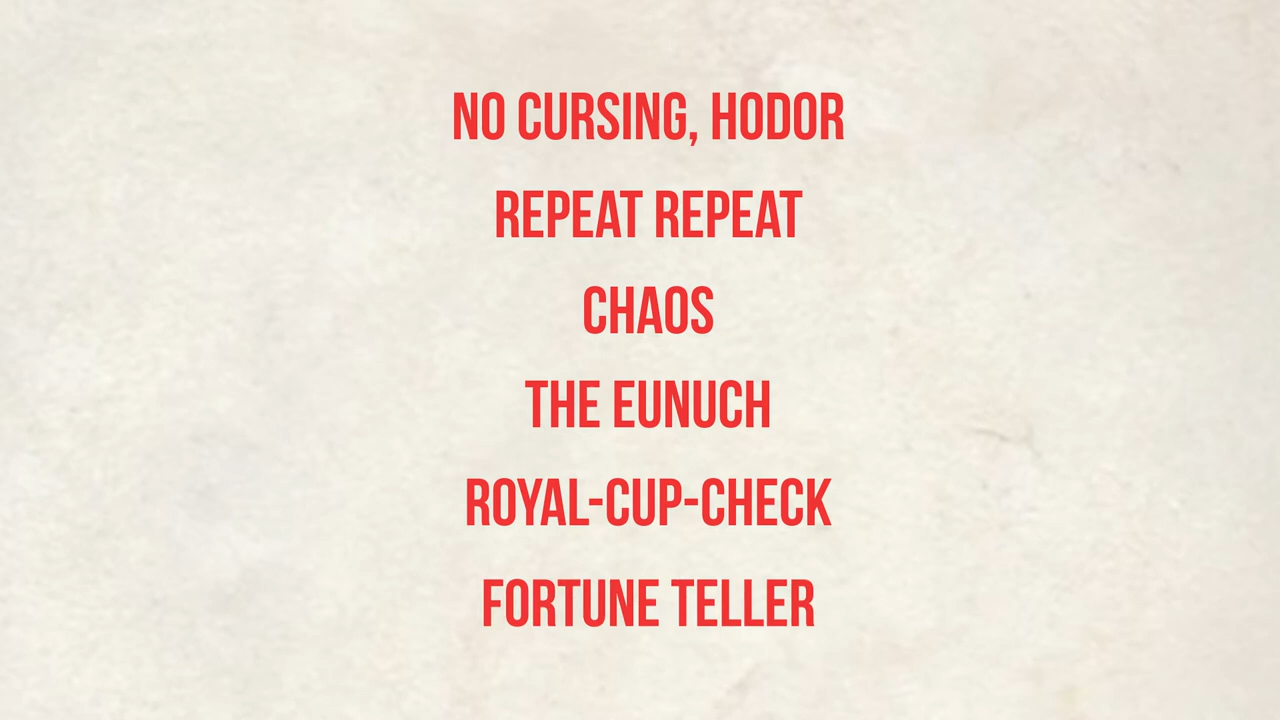 NO CURSING, HODOR
REPEAT REPEAT
CHAOS
THE EUNUCH
ROYAL-CUP-CHECK
FORTUNE TELLER